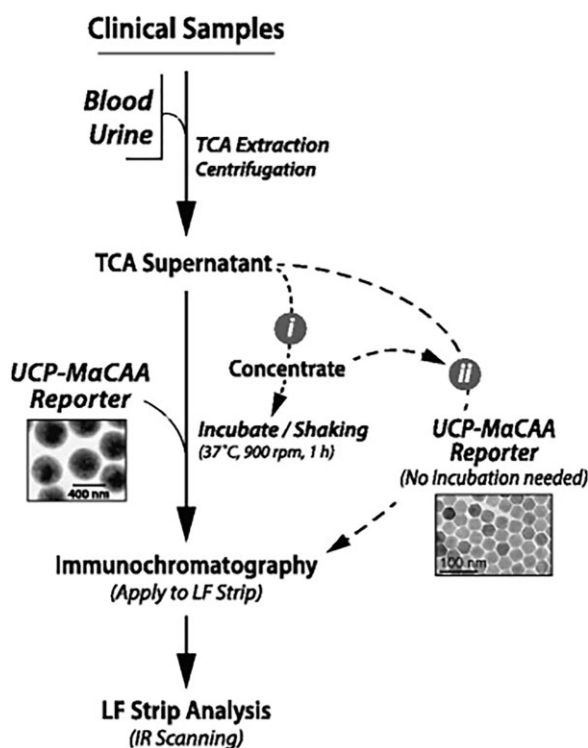 Clinical Samples
Blood
Urine
TCA Extraction
Centrifugation
TCA Supernatant
i
Concentrate
ii
UCP-MaCAA
Reporter
400 nm
Incubate / Shaking
(37˚C, 900 rpm, 1 h)
UCP-MaCAA
Reporter
(No Incubation needed)
100 nm
Immunochromatography
(Apply to LF Strip)
LF Strip Analysis
(IR Scanning)